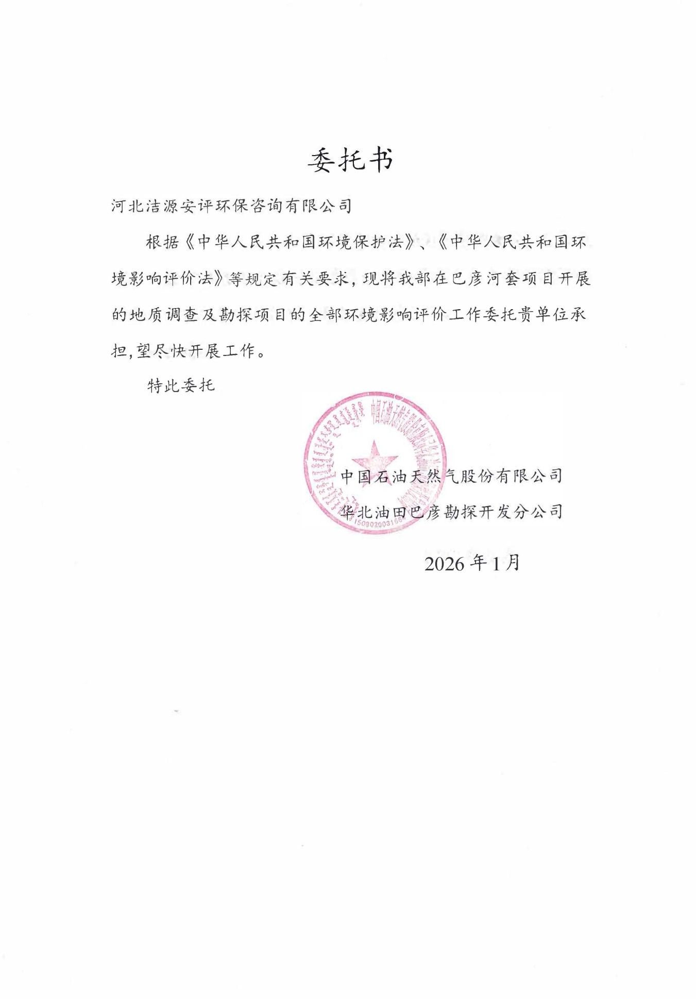 委托书
河北洁源安评环保咨询有限公司
根据《中华人民共和国环境保护法》、《中华人民共和国环
境影响评价法》等规定有关要求，现将我部在巴彦河套项目开展
的地质调查及勘探项目的全部环境影响评价工作委托贵单位承
担,望尽快开展工作。
特此委托
中国石油天然气股份有限公司
华北油田巴彦勘探开发分公司
2026 年 1 月